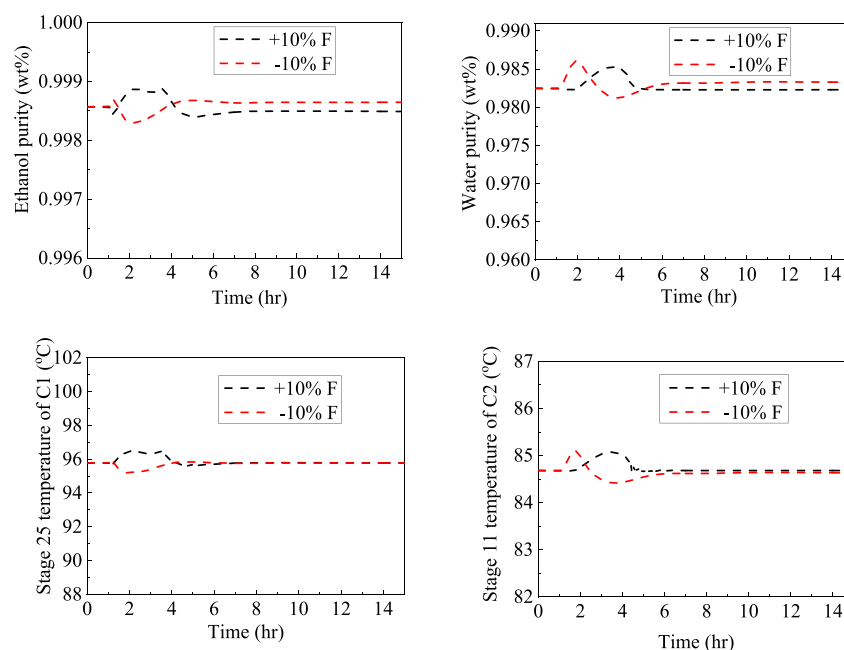 1.000
0.999
0.998
0.997
0.996
Ethanol purity (wt%)
+10% F
-10% F
0 2 4 6 8 10 12 14
Time (hr)
0.990
0.985
0.980
0.975
0.970
0.965
0.960
Water purity (wt%)
+10% F
-10% F
0 2 4 6 8 10 12 14
Time (hr)
102
100
98
96
94
92
90
88
Stage 25 temperature of C1 (°C)
+10% F
-10% F
0 2 4 6 8 10 12 14
Time (hr)
87
86
85
84
83
82
Stage 11 temperature of C2 (°C)
+10% F
-10% F
0 2 4 6 8 10 12 14
Time (hr)